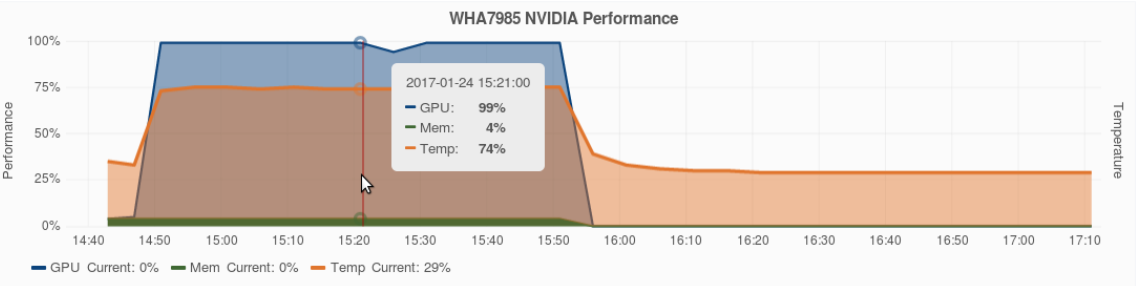 WHA7985 NVIDIA Performance
100%
75%
50%
25%
0%
Performance
Temperature
2017-01-24 15:21:00
GPU: 99%
Mem: 4%
Temp: 74%
14:40 14:50 15:00 15:10 15:20 15:30 15:40 15:50 16:00 16:10 16:20 16:30 16:40 16:50 17:00 17:10
GPU Current: 0% Mem Current: 0% Temp Current: 29%